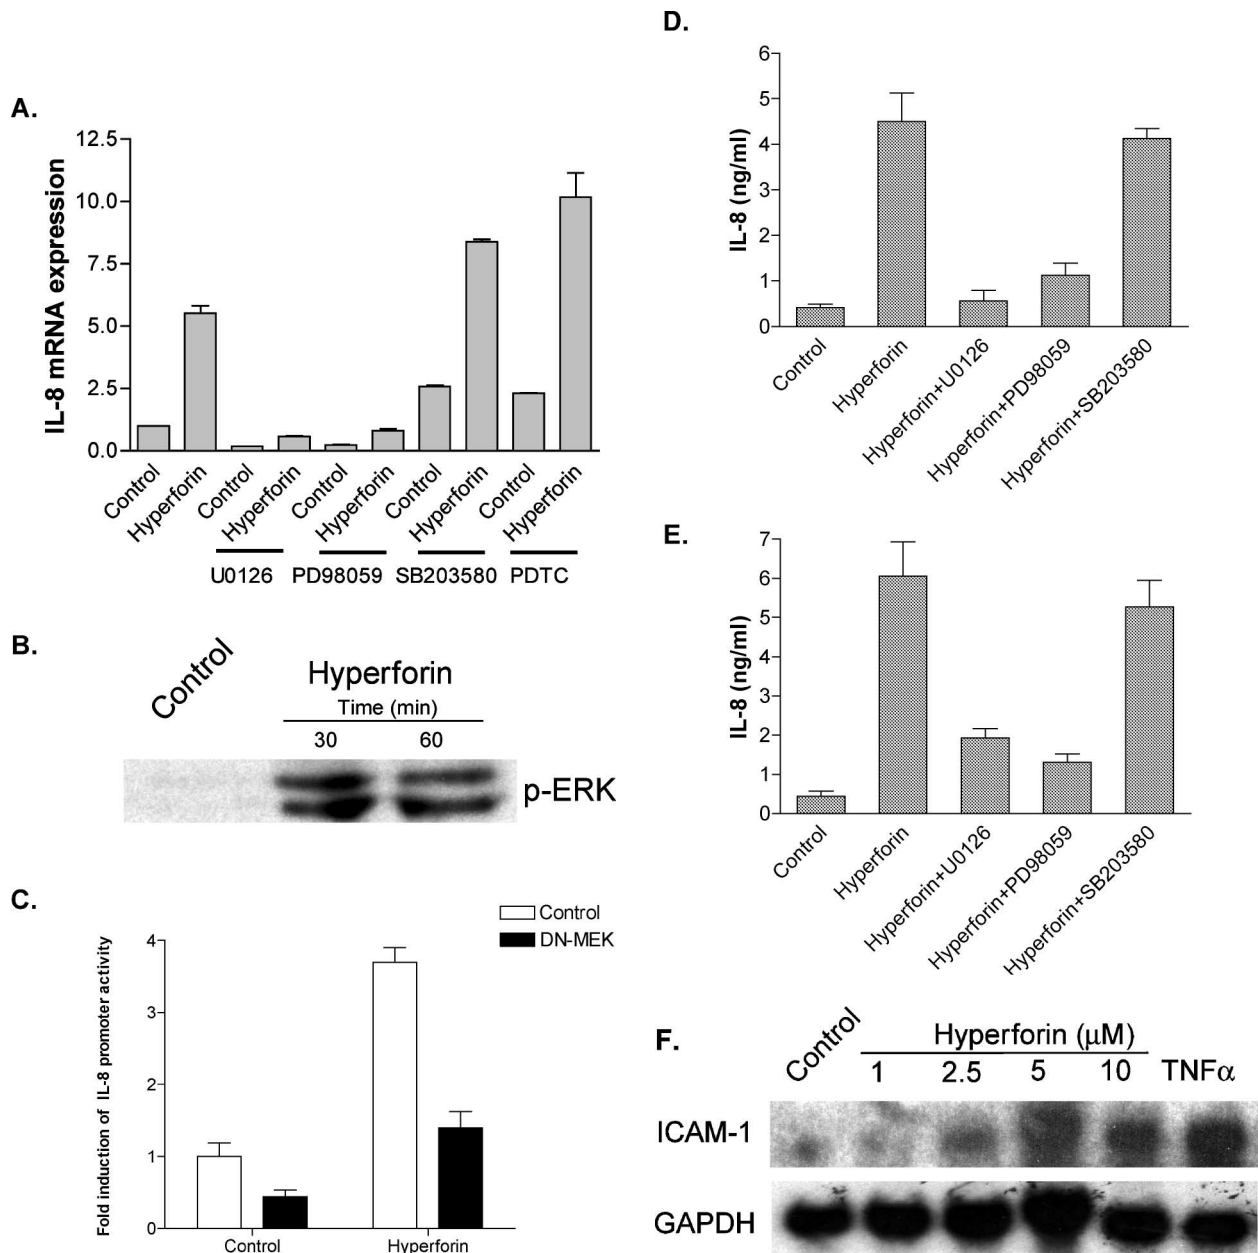 A.
IL-8 mRNA expression
12.5
10.0
7.5
5.0
2.5
0.0
Control
Hyperforin
Control
Hyperforin
Control
Hyperforin
Control
Hyperforin
Control
Hyperforin
U0126 PD98059 SB203580 PDTC
B.
Control
Hyperforin
Time (min)
30 60
p-ERK
C.
Control
DN-MEK
Fold induction of IL-8 promoter activity
4
3
2
1
0
Control Hyperforin
D.
IL-8 (ng/ml)
6
5
4
3
2
1
0
Control
Hyperforin
Hyperforin+U0126
Hyperforin+PD98059
Hyperforin+SB203580
E.
IL-8 (ng/ml)
7
6
5
4
3
2
1
0
Control
Hyperforin
Hyperforin+U0126
Hyperforin+PD98059
Hyperforin+SB203580
F.
Control
Hyperforin (μM)
1 2.5 5 10 TNFα
ICAM-1
GAPDH